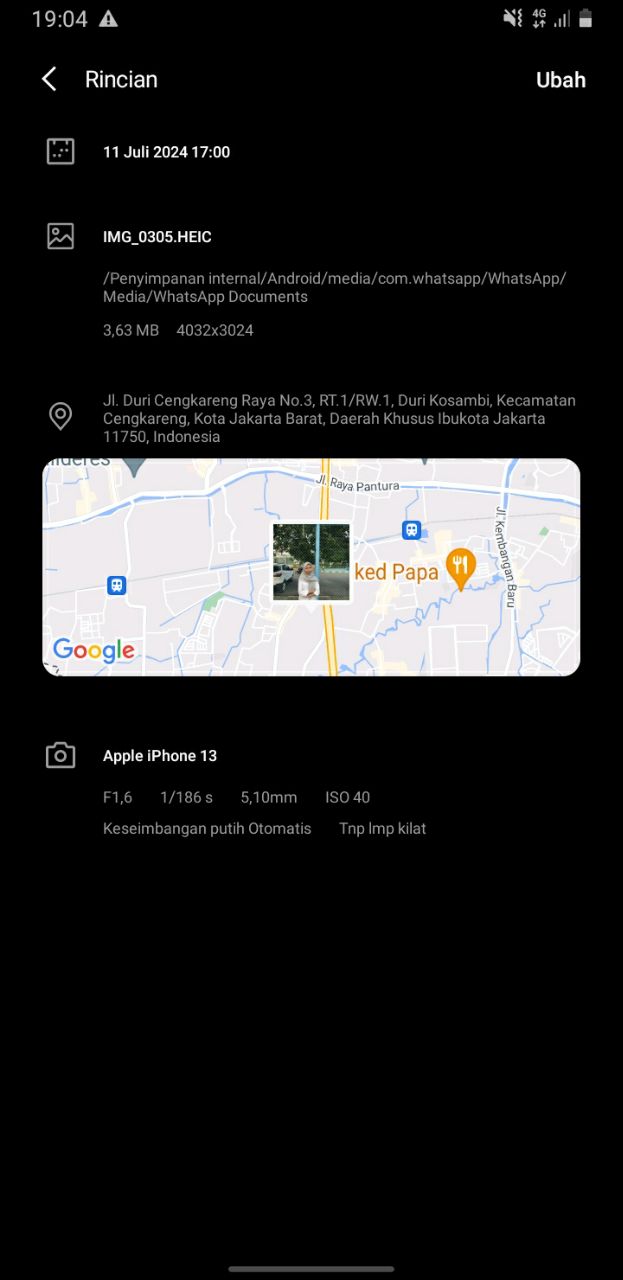 19:04
4G
Rincian
Ubah
11 Juli 2024 17:00
IMG_0305.HEIC
/Penyimpanan internal/Android/media/com.whatsapp/WhatsApp/
Media/WhatsApp Documents
3,63 MB 4032x3024
Jl. Duri Cengkareng Raya No.3, RT.1/RW.1, Duri Kosambi, Kecamatan
Cengkareng, Kota Jakarta Barat, Daerah Khusus Ibukota Jakarta
11750, Indonesia
Jl. Raya Pantura
Jl. Kembangan Baru
ked Papa
Google
Apple iPhone 13
F1,6 1/186 s 5,10mm ISO 40
Keseimbangan putih Otomatis Tnp lmp kilat